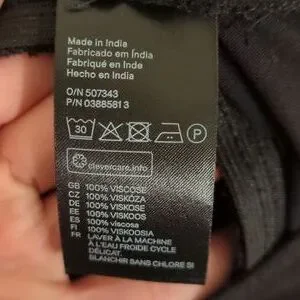 Made in India
Fabricado em Índia
Fabriqué en Inde
Hecho en India
O/N 507343
P/N 03885813
30
P
clevercare.info
GB 100% VISCOSE
CZ 100% VISKÓZA
DE 100% VISKOSE
EE 100% VISKOOS
ES 100% VISCOSA
FI 100% VISKOOSIA
FR LAVER À LA MACHINE
À L'EAU FROIDE CYCLE
DÉLICAT.
BLANCHIR SANS CHLORE SI